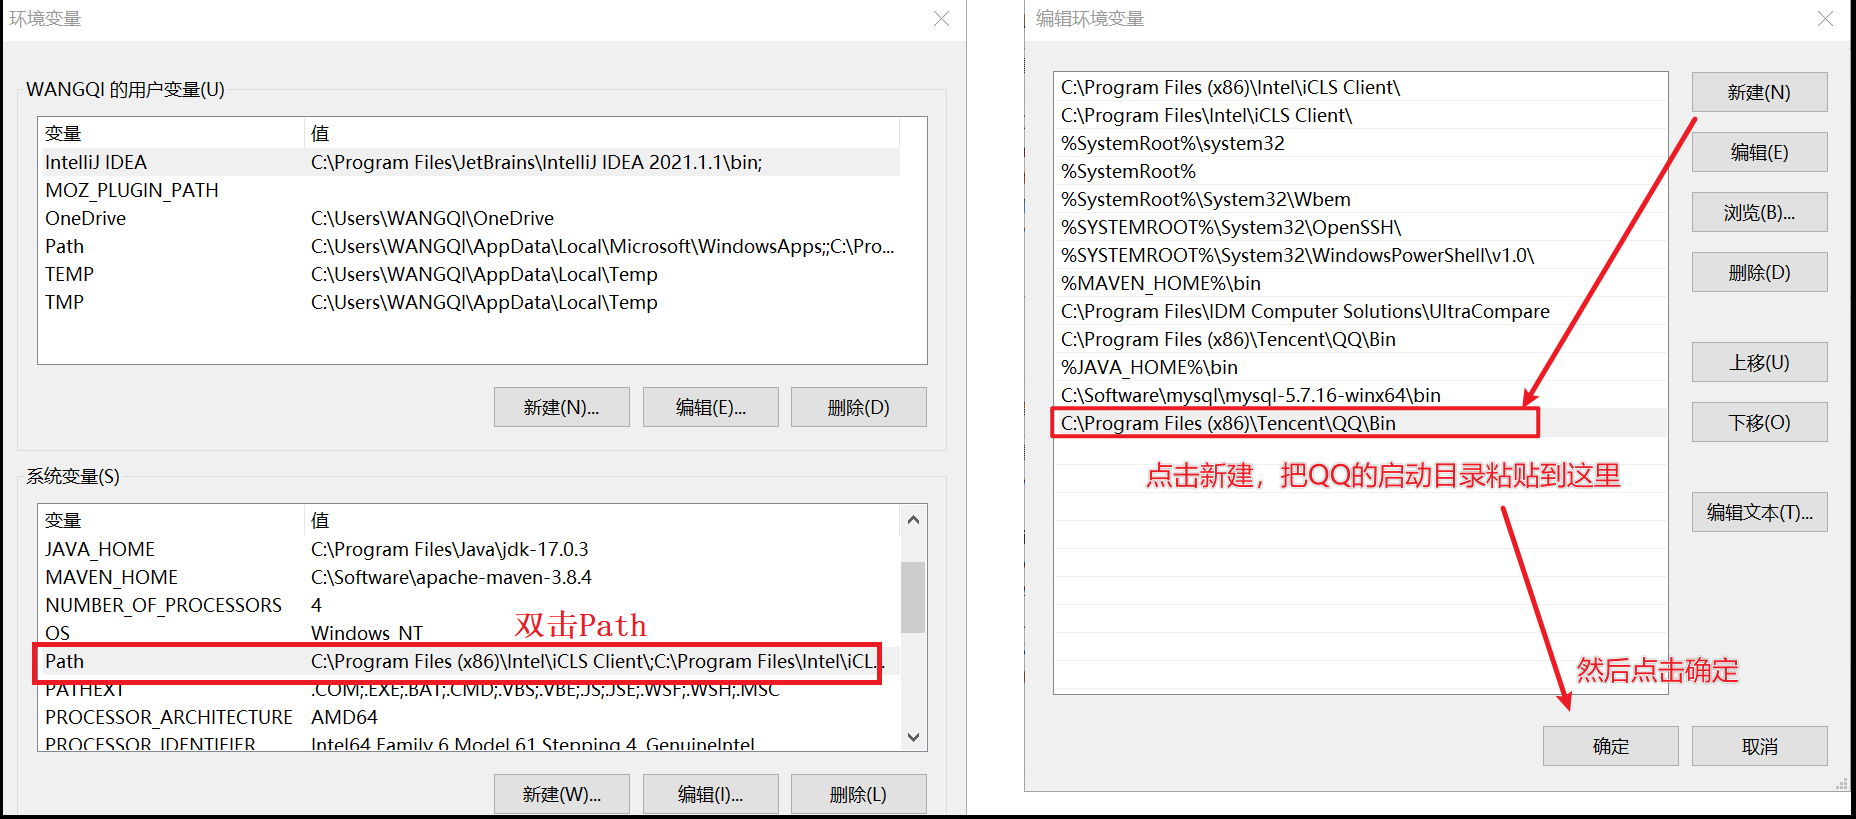 环境变量
WANGQI 的用户变量(U)
变量 值
IntelliJ IDEA C:\Program Files\JetBrains\IntelliJ IDEA 2021.1.1\bin;
MOZ_PLUGIN_PATH
OneDrive C:\Users\WANGQI\OneDrive
Path C:\Users\WANGQI\AppData\Local\Microsoft\WindowsApps;;C:\Pro...
TEMP C:\Users\WANGQI\AppData\Local\Temp
TMP C:\Users\WANGQI\AppData\Local\Temp
新建(N)... 编辑(E)... 删除(D)
系统变量(S)
变量 值
JAVA_HOME C:\Program Files\Java\jdk-17.0.3
MAVEN_HOME C:\Software\apache-maven-3.8.4
NUMBER_OF_PROCESSORS 4
OS Windows_NT
双击Path
Path C:\Program Files (x86)\Intel\iCLS Client\;C:\Program Files\Intel\iCL...
PATHEXT .COM;.EXE;.BAT;.CMD;.VBS;.VBE;.JS;.JSE;.WSF;.WSH;.MSC
PROCESSOR_ARCHITECTURE AMD64
PROCESSOR_IDENTIFIER Intel64 Family 6 Model 61 Stepping 4, GenuineIntel
新建(W)... 编辑(I)... 删除(L)
编辑环境变量
C:\Program Files (x86)\Intel\iCLS Client\
C:\Program Files\Intel\iCLS Client\
%SystemRoot%\system32
%SystemRoot%
%SystemRoot%\System32\Wbem
%SYSTEMROOT%\System32\OpenSSH\
%SYSTEMROOT%\System32\WindowsPowerShell\v1.0\
%MAVEN_HOME%\bin
C:\Program Files\IDM Computer Solutions\UltraCompare
C:\Program Files (x86)\Tencent\QQ\Bin
%JAVA_HOME%\bin
C:\Software\mysql\mysql-5.7.16-winx64\bin
C:\Program Files (x86)\Tencent\QQ\Bin
点击新建，把QQ的启动目录粘贴到这里
然后点击确定
新建(N)
编辑(E)
浏览(B)...
删除(D)
上移(U)
下移(O)
编辑文本(T)...
确定 取消